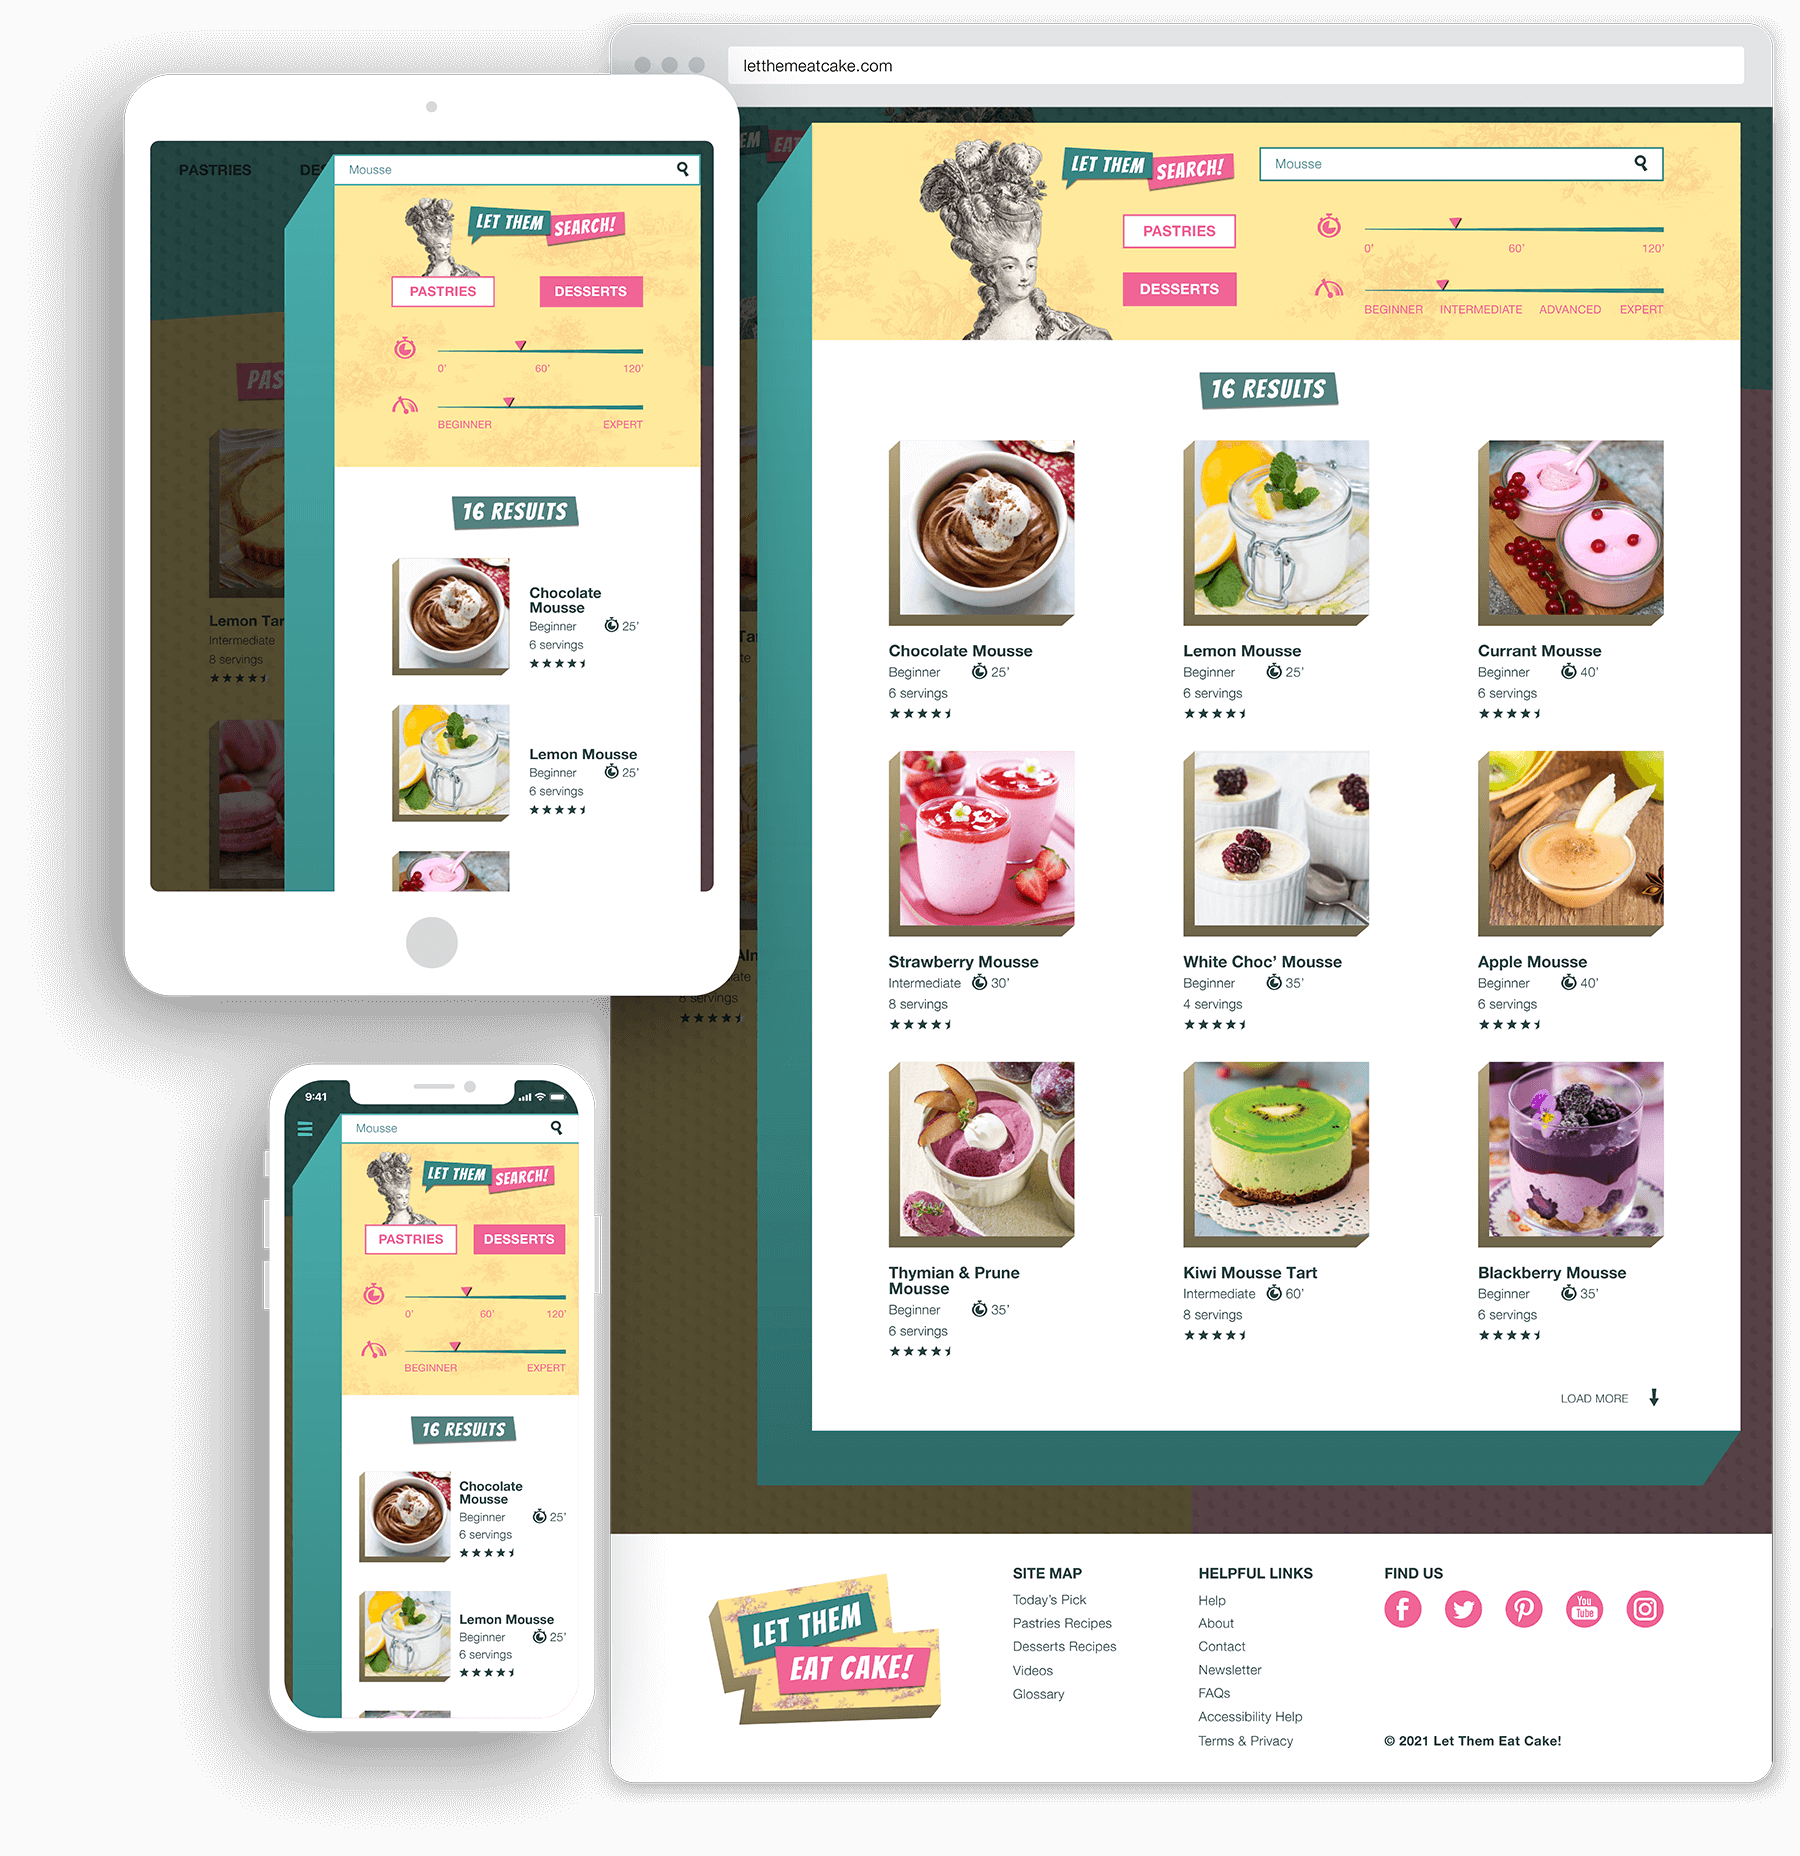 letthemeatcake.com
EM EAT
LET THEM
SEARCH!
Mousse
PASTRIES
DESSERTS
0' 60' 120'
BEGINNER INTERMEDIATE ADVANCED EXPERT
16 RESULTS
Chocolate Mousse
Beginner 25'
6 servings
Lemon Mousse
Beginner 25'
6 servings
Currant Mousse
Beginner 40'
6 servings
Strawberry Mousse
Intermediate 30'
8 servings
White Choc’ Mousse
Beginner 35'
4 servings
Apple Mousse
Beginner 40'
6 servings
Thymian & Prune
Mousse
Beginner 35'
6 servings
Kiwi Mousse Tart
Intermediate 60'
8 servings
Blackberry Mousse
Beginner 35'
6 servings
LOAD MORE
8 servings
LET THEM
EAT CAKE!
SITE MAP
Today’s Pick
Pastries Recipes
Desserts Recipes
Videos
Glossary
HELPFUL LINKS
Help
About
Contact
Newsletter
FAQs
Accessibility Help
Terms & Privacy
FIND US
You
Tube
© 2021 Let Them Eat Cake!
PASTRIES DE
Mousse
LET THEM
SEARCH!
PASTRIES DESSERTS
0' 60' 120'
BEGINNER EXPERT
PAS
Lemon Tar
Intermediate
8 servings
16 RESULTS
Chocolate
Mousse
Beginner 25'
6 servings
Lemon Mousse
Beginner 25'
6 servings
9:41
Mousse
LET THEM
SEARCH!
PASTRIES DESSERTS
0' 60' 120'
BEGINNER EXPERT
16 RESULTS
Chocolate
Mousse
Beginner 25'
6 servings
Lemon Mousse
Beginner 25'
6 servings